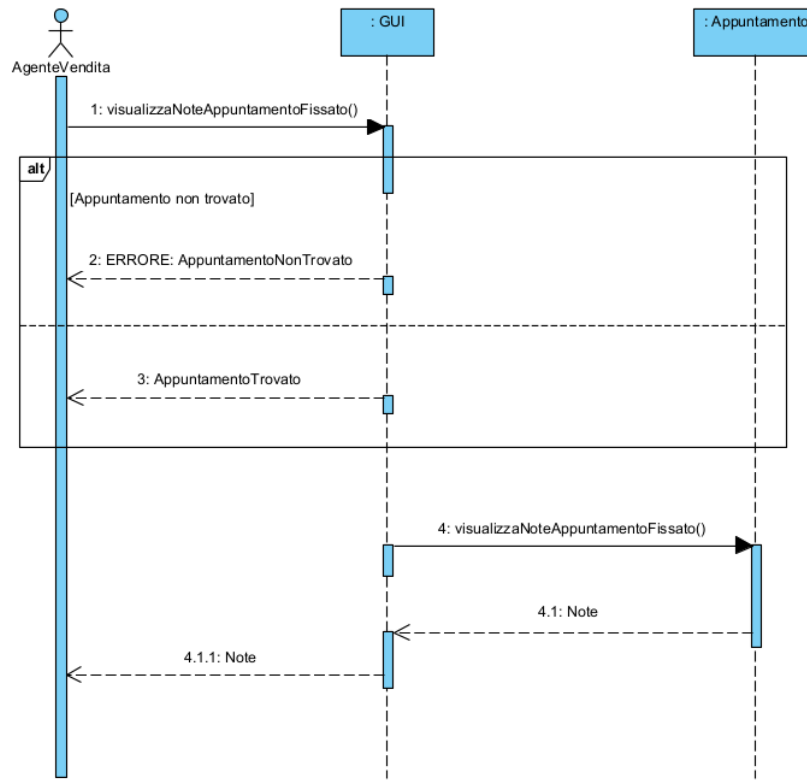 : GUI
: Appuntamento
AgenteVendita
1: visualizzaNoteAppuntamentoFissato()
alt
[Appuntamento non trovato]
2: ERRORE: AppuntamentoNonTrovato
3: AppuntamentoTrovato
4: visualizzaNoteAppuntamentoFissato()
4.1: Note
4.1.1: Note